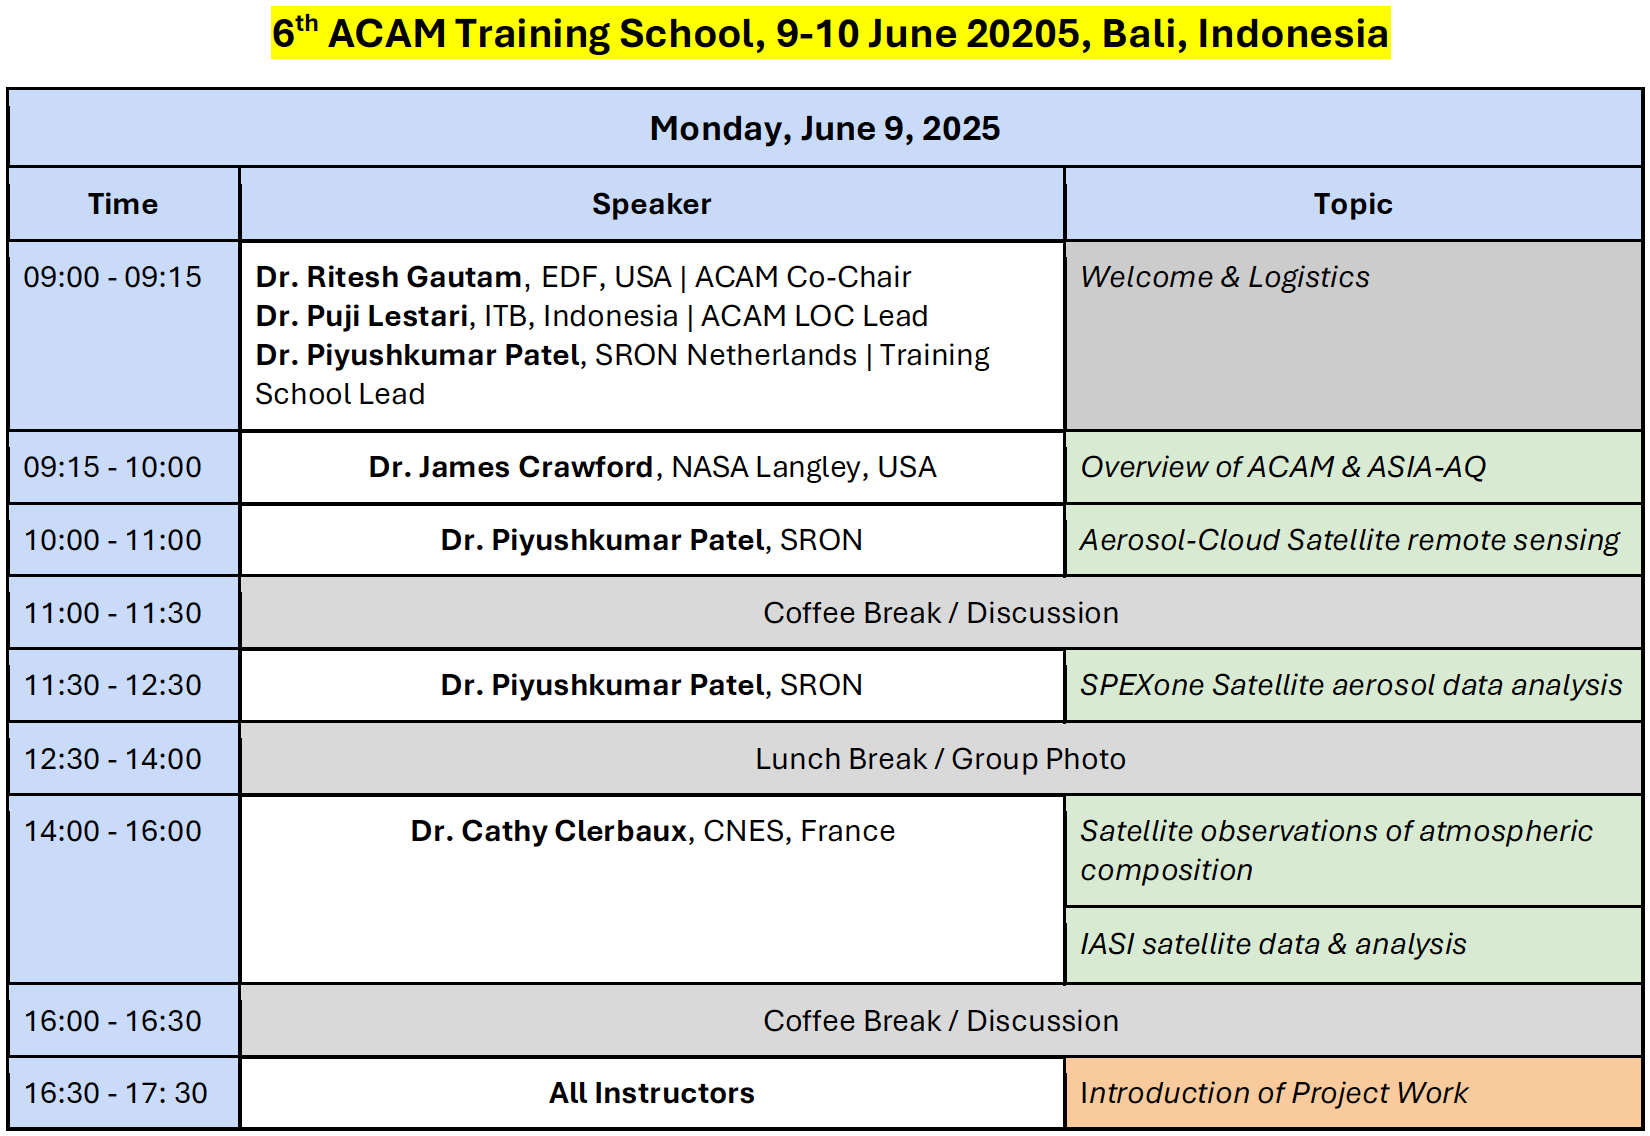 6th ACAM Training School, 9-10 June 20205, Bali, Indonesia
Monday, June 9, 2025
Time Speaker Topic
09:00 - 09:15 Dr. Ritesh Gautam, EDF, USA | ACAM Co-Chair Welcome & Logistics
Dr. Puji Lestari, ITB, Indonesia | ACAM LOC Lead
Dr. Piyushkumar Patel, SRON Netherlands | Training
School Lead
09:15 - 10:00 Dr. James Crawford, NASA Langley, USA Overview of ACAM & ASIA-AQ
10:00 - 11:00 Dr. Piyushkumar Patel, SRON Aerosol-Cloud Satellite remote sensing
11:00 - 11:30 Coffee Break / Discussion
11:30 - 12:30 Dr. Piyushkumar Patel, SRON SPEXone Satellite aerosol data analysis
12:30 - 14:00 Lunch Break / Group Photo
14:00 - 16:00 Dr. Cathy Clerbaux, CNES, France Satellite observations of atmospheric
composition
IASI satellite data & analysis
16:00 - 16:30 Coffee Break / Discussion
16:30 - 17: 30 All Instructors Introduction of Project Work